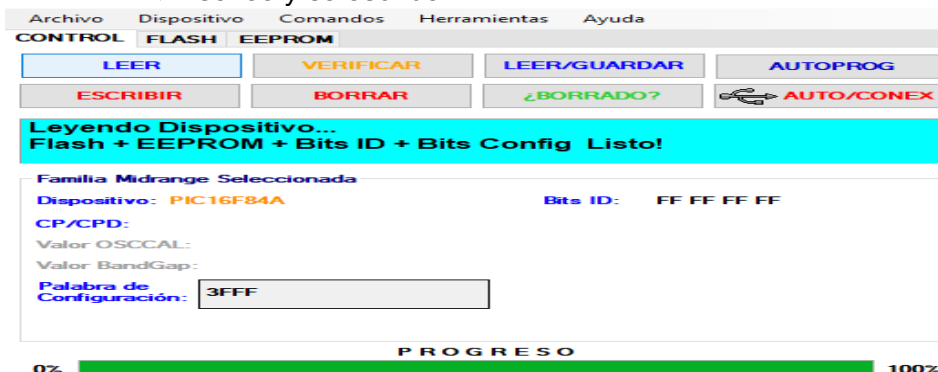 Archivo Dispositivo Comandos Herramientas Ayuda
CONTROL FLASH EEPROM
LEER VERIFICAR LEER/GUARDAR AUTOPROG
ESCRIBIR BORRAR ¿BORRADO? AUTO/CONEX
Leyendo Dispositivo...
Flash + EEPROM + Bits ID + Bits Config Listo!
Familia Midrange Seleccionada
Dispositivo: PIC16F84A Bits ID: FF FF FF FF
CP/CPD:
Valor OSCCAL:
Valor BandGap:
Palabra de
Configuración: 3FFF
PROGRESO
0% 100%